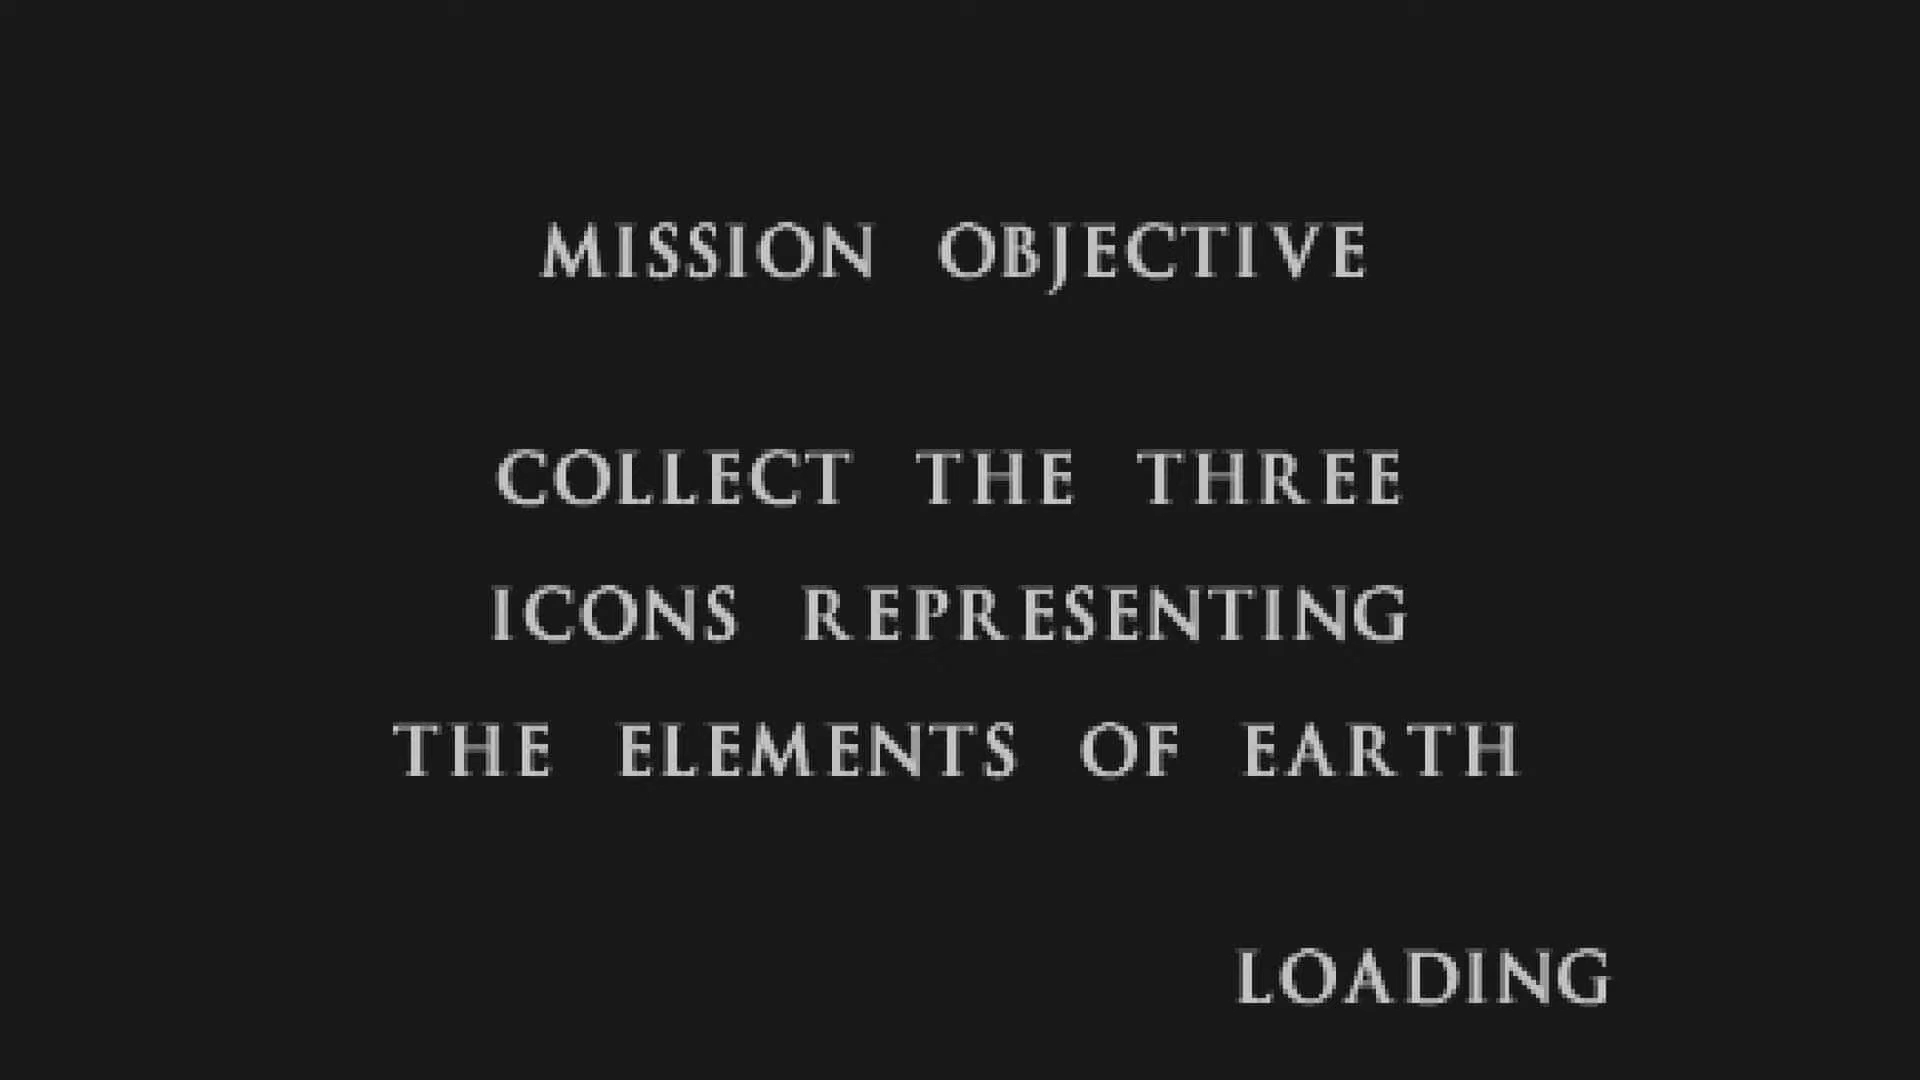 MISSION OBJECTIVE
COLLECT THE THREE
ICONS REPRESENTING
THE ELEMENTS OF EARTH
LOADING